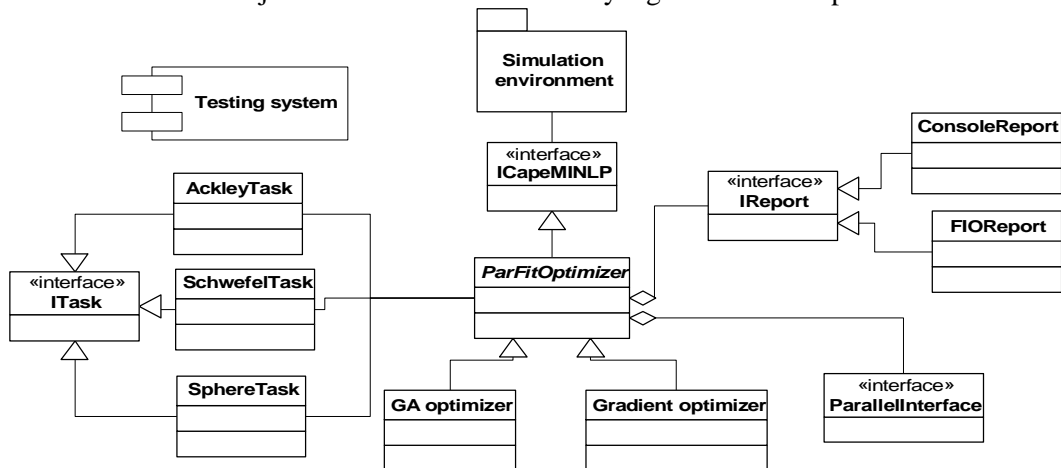 Simulation
environment
Testing system
«interface»
ICapeMINLP
ConsoleReport
«interface»
IReport
AckleyTask
FIOReport
ParFitOptimizer
«interface»
ITask
SchwefelTask
SphereTask
GA optimizer
Gradient optimizer
«interface»
ParallelInterface